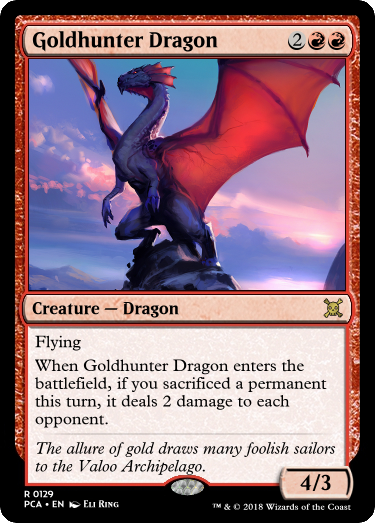 Goldhunter Dragon 2
Creature — Dragon
Flying
When Goldhunter Dragon enters the
battlefield, if you sacrificed a permanent
this turn, it deals 2 damage to each
opponent.
The allure of gold draws many foolish sailors
to the Valoo Archipelago.
4/3
R 0129
PCA • EN Eli Ring
™ & © 2018 Wizards of the Coast